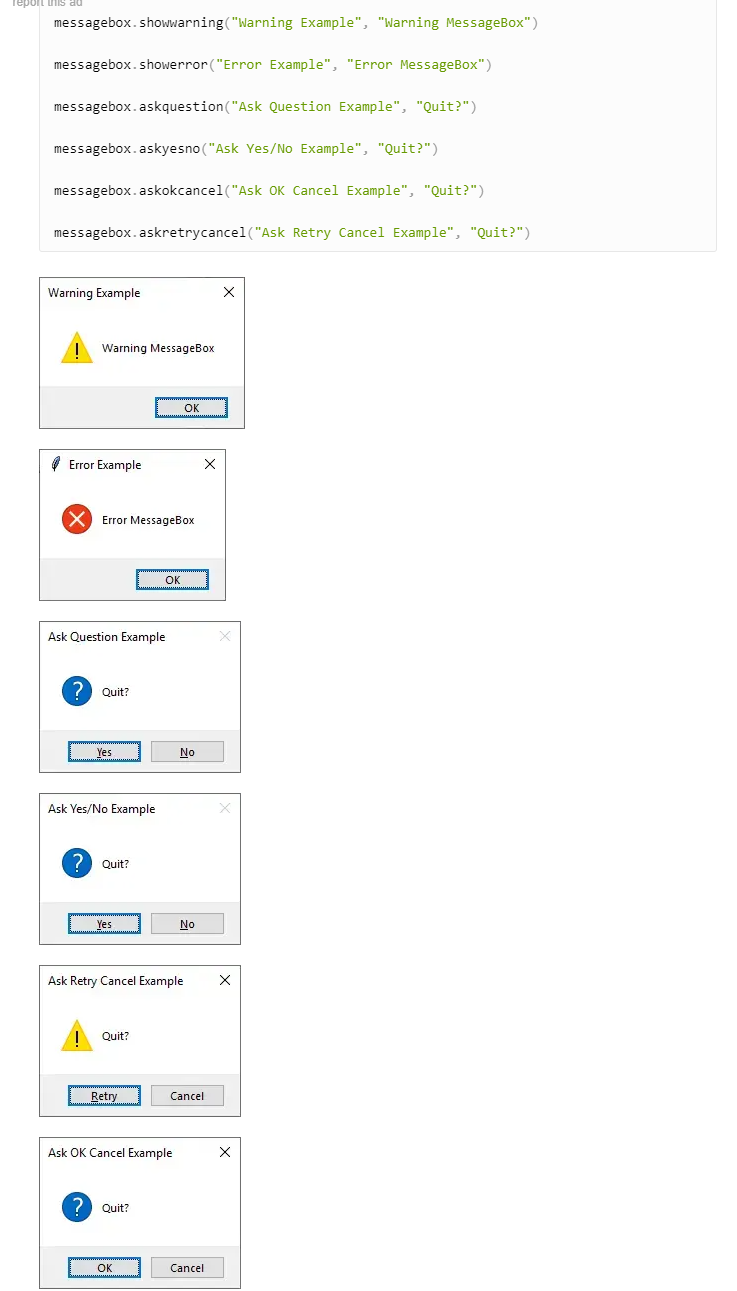 report this ad
messagebox.showwarning("Warning Example", "Warning MessageBox")
messagebox.showerror("Error Example", "Error MessageBox")
messagebox.askquestion("Ask Question Example", "Quit?")
messagebox.askyesno("Ask Yes/No Example", "Quit?")
messagebox.askokcancel("Ask OK Cancel Example", "Quit?")
messagebox.askretrycancel("Ask Retry Cancel Example", "Quit?")
Warning Example
Warning MessageBox
OK
Error Example
Error MessageBox
OK
Ask Question Example
Quit?
Yes No
Ask Yes/No Example
Quit?
Yes No
Ask Retry Cancel Example
Quit?
Retry Cancel
Ask OK Cancel Example
Quit?
OK Cancel